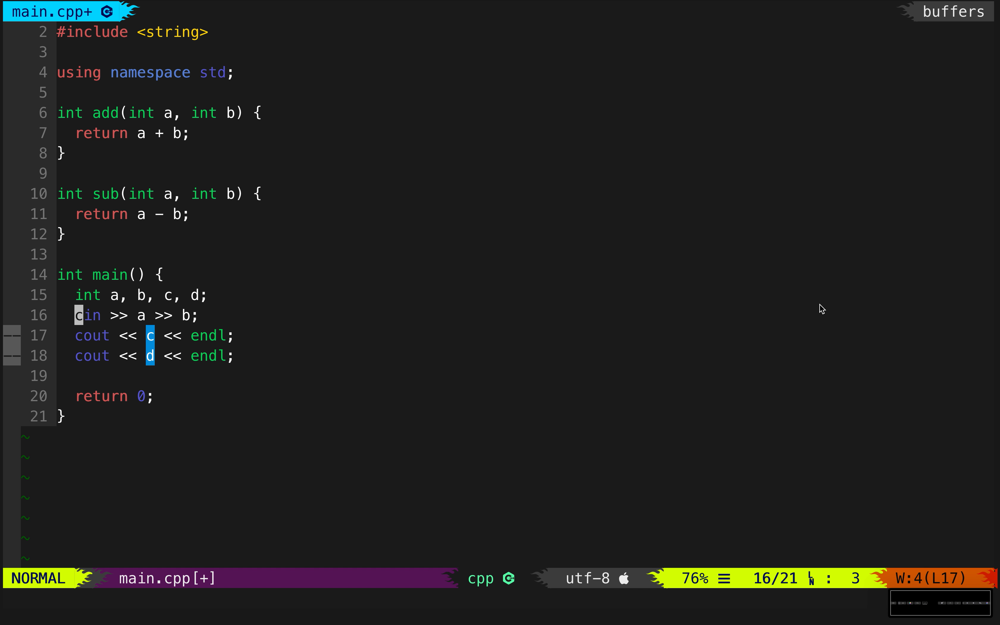 main.cpp+ buffers
2 #include <string>
3
4 using namespace std;
5
6 int add(int a, int b) {
7   return a + b;
8 }
9
10 int sub(int a, int b) {
11   return a - b;
12 }
13
14 int main() {
15   int a, b, c, d;
16   cin >> a >> b;
-- 17   cout << c << endl;
-- 18   cout << d << endl;
19
20   return 0;
21 }
~
~
~
~
~
~
~
NORMAL main.cpp[+] cpp utf-8 76% ☰ 16/21 LN : 3 W:4(L17)